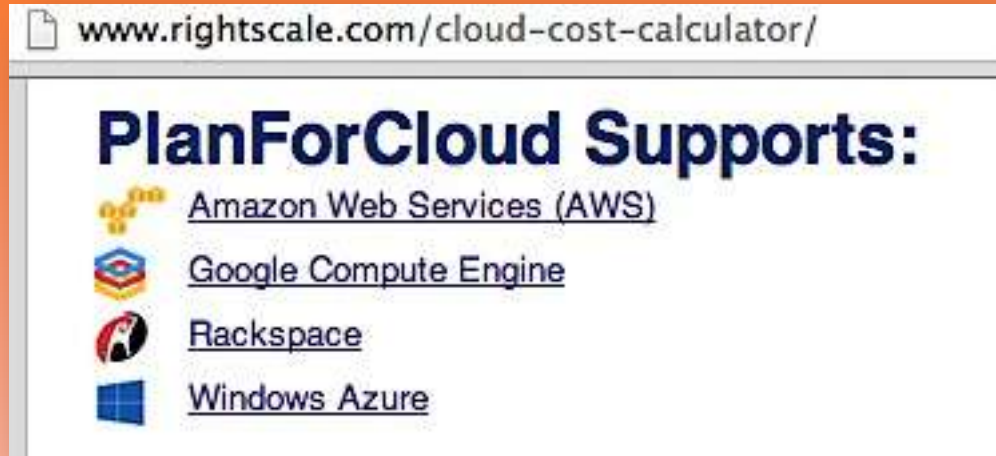 www.rightscale.com/cloud-cost-calculator/
PlanForCloud Supports:
Amazon Web Services (AWS)
Google Compute Engine
Rackspace
Windows Azure